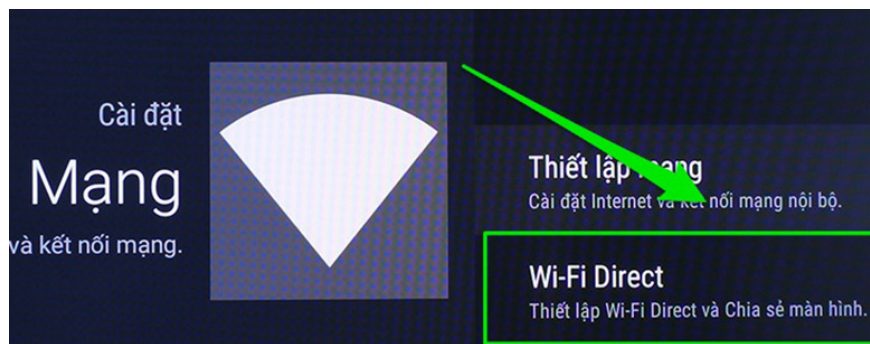 Cài đặt
Mạng
và kết nối mạng.
Thiết lập mạng
Cài đặt Internet và kết nối mạng nội bộ.
Wi-Fi Direct
Thiết lập Wi-Fi Direct và Chia sẻ màn hình.